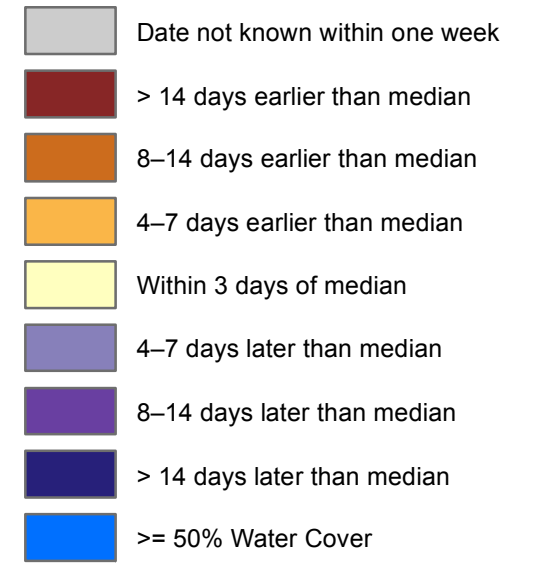 Date not known within one week
> 14 days earlier than median
8–14 days earlier than median
4–7 days earlier than median
Within 3 days of median
4–7 days later than median
8–14 days later than median
> 14 days later than median
>= 50% Water Cover